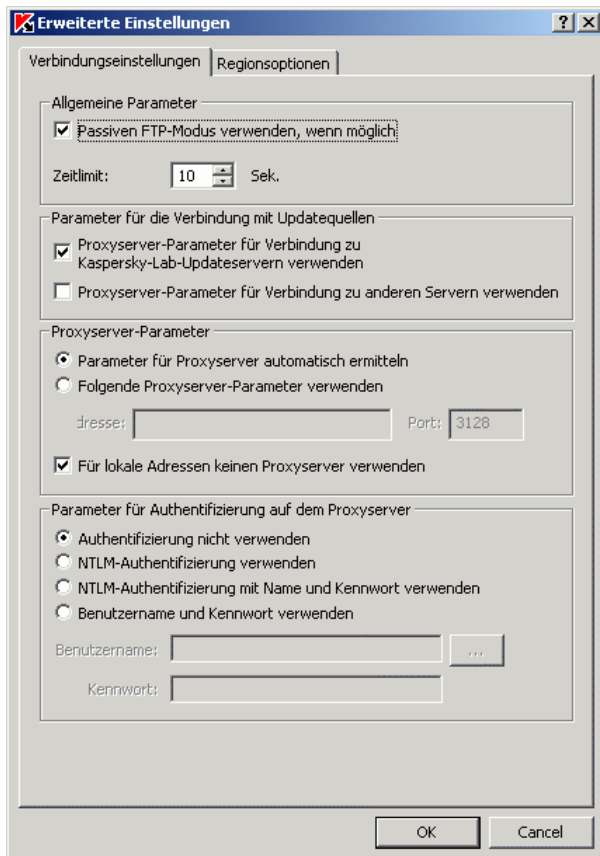 Erweiterte Einstellungen
Verbindungseinstellungen
Regionsoptionen
Allgemeine Parameter
Passiven FTP-Modus verwenden, wenn möglich
Zeitlimit: 10 Sek.
Parameter für die Verbindung mit Updatequellen
Proxyserver-Parameter für Verbindung zu
Kaspersky-Lab-Updateservern verwenden
Proxyserver-Parameter für Verbindung zu anderen Servern verwenden
Proxyserver-Parameter
Parameter für Proxyserver automatisch ermitteln
Folgende Proxyserver-Parameter verwenden
dresse: Port: 3128
Für lokale Adressen keinen Proxyserver verwenden
Parameter für Authentifizierung auf dem Proxyserver
Authentifizierung nicht verwenden
NTLM-Authentifizierung verwenden
NTLM-Authentifizierung mit Name und Kennwort verwenden
Benutzername und Kennwort verwenden
Benutzername: ...
Kennwort:
OK Cancel